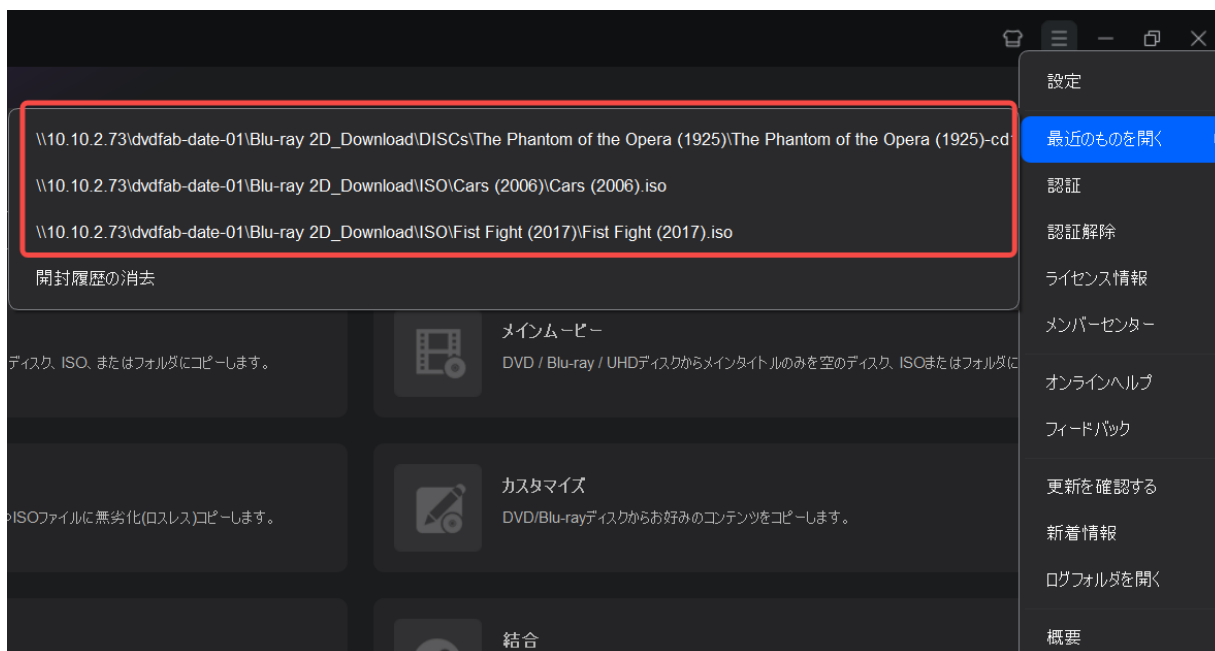 \\10.10.2.73\dvdfab-date-01\Blu-ray 2D_Download\DISCs\The Phantom of the Opera (1925)\The Phantom of the Opera (1925)-cd
\\10.10.2.73\dvdfab-date-01\Blu-ray 2D_Download\ISO\Cars (2006)\Cars (2006).iso
\\10.10.2.73\dvdfab-date-01\Blu-ray 2D_Download\ISO\Fist Fight (2017)\Fist Fight (2017).iso
開封履歴の消去
設定
最近のものを開く
認証
認証解除
ライセンス情報
メンバーセンター
オンラインヘルプ
フィードバック
更新を確認する
新着情報
ログフォルダを開く
概要
ディスク、ISO、またはフォルダにコピーします。
メインムービー
DVD / Blu-ray / UHDディスクからメインタイトルのみを空のディスク、ISOまたはフォルダに
ISOファイルに無劣化(ロスレス)コピーします。
カスタマイズ
DVD/Blu-rayディスクからお好みのコンテンツをコピーします。
結合